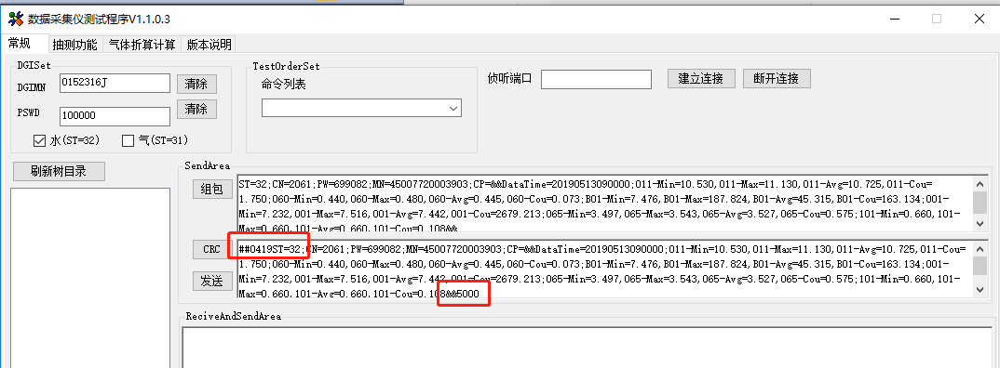 数据采集仪测试程序V1.1.0.3
常规 抽测功能 气体折算计算 版本说明
DGISet
DGIMN 0152316J 清除
PSWD 100000 清除
水(ST=32) 气(ST=31)
TestOrderSet
命令列表
侦听端口 建立连接 断开连接
刷新树目录
SendArea
组包
ST=32;CN=2061;PW=699082;MN=45007720003903;CP=&&DataTime=20190513090000;011-Min=10.530,011-Max=11.130,011-Avg=10.725,011-Cou=
1.750;060-Min=0.440,060-Max=0.480,060-Avg=0.445,060-Cou=0.073;B01-Min=7.476,B01-Max=187.824,B01-Avg=45.315,B01-Cou=163.134;001-
Min=7.232,001-Max=7.516,001-Avg=7.442,001-Cou=2679.213;065-Min=3.497,065-Max=3.543,065-Avg=3.527,065-Cou=0.575;101-Min=0.660,101-
Max=0.660,101-Avg=0.660,101-Cou=0.108&&
CRC
发送
##0419ST=32;CN=2061;PW=699082;MN=45007720003903;CP=&&DataTime=20190513090000;011-Min=10.530,011-Max=11.130,011-Avg=10.725,011-Cou=
1.750;060-Min=0.440,060-Max=0.480,060-Avg=0.445,060-Cou=0.073;B01-Min=7.476,B01-Max=187.824,B01-Avg=45.315,B01-Cou=163.134;001-
Min=7.232,001-Max=7.516,001-Avg=7.442,001-Cou=2679.213;065-Min=3.497,065-Max=3.543,065-Avg=3.527,065-Cou=0.575;101-Min=0.660,101-
Max=0.660,101-Avg=0.660,101-Cou=0.108&&5000
ReciveAndSendArea